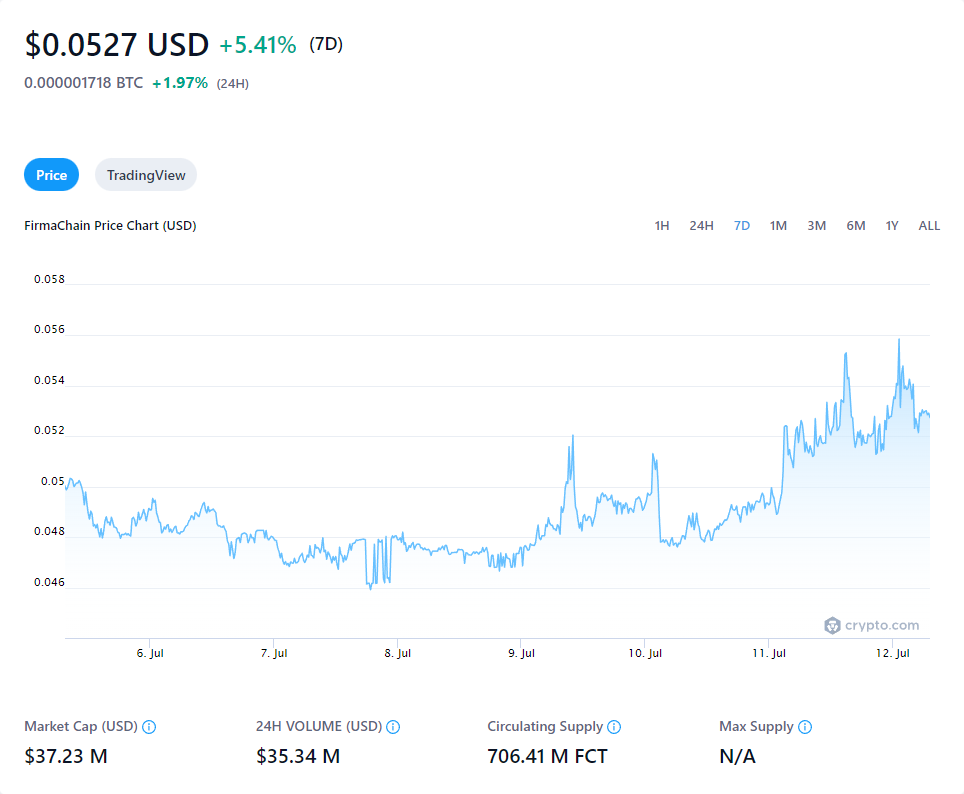 $0.0527 USD +5.41% (7D)
0.000001718 BTC +1.97% (24H)
Price TradingView
FirmaChain Price Chart (USD) 1H 24H 7D 1M 3M 6M 1Y ALL
0.058
0.056
0.054
0.052
0.05
0.048
0.046
crypto.com
6. Jul 7. Jul 8. Jul 9. Jul 10. Jul 11. Jul 12. Jul
Market Cap (USD) 24H VOLUME (USD) Circulating Supply Max Supply
$37.23 M $35.34 M 706.41 M FCT N/A